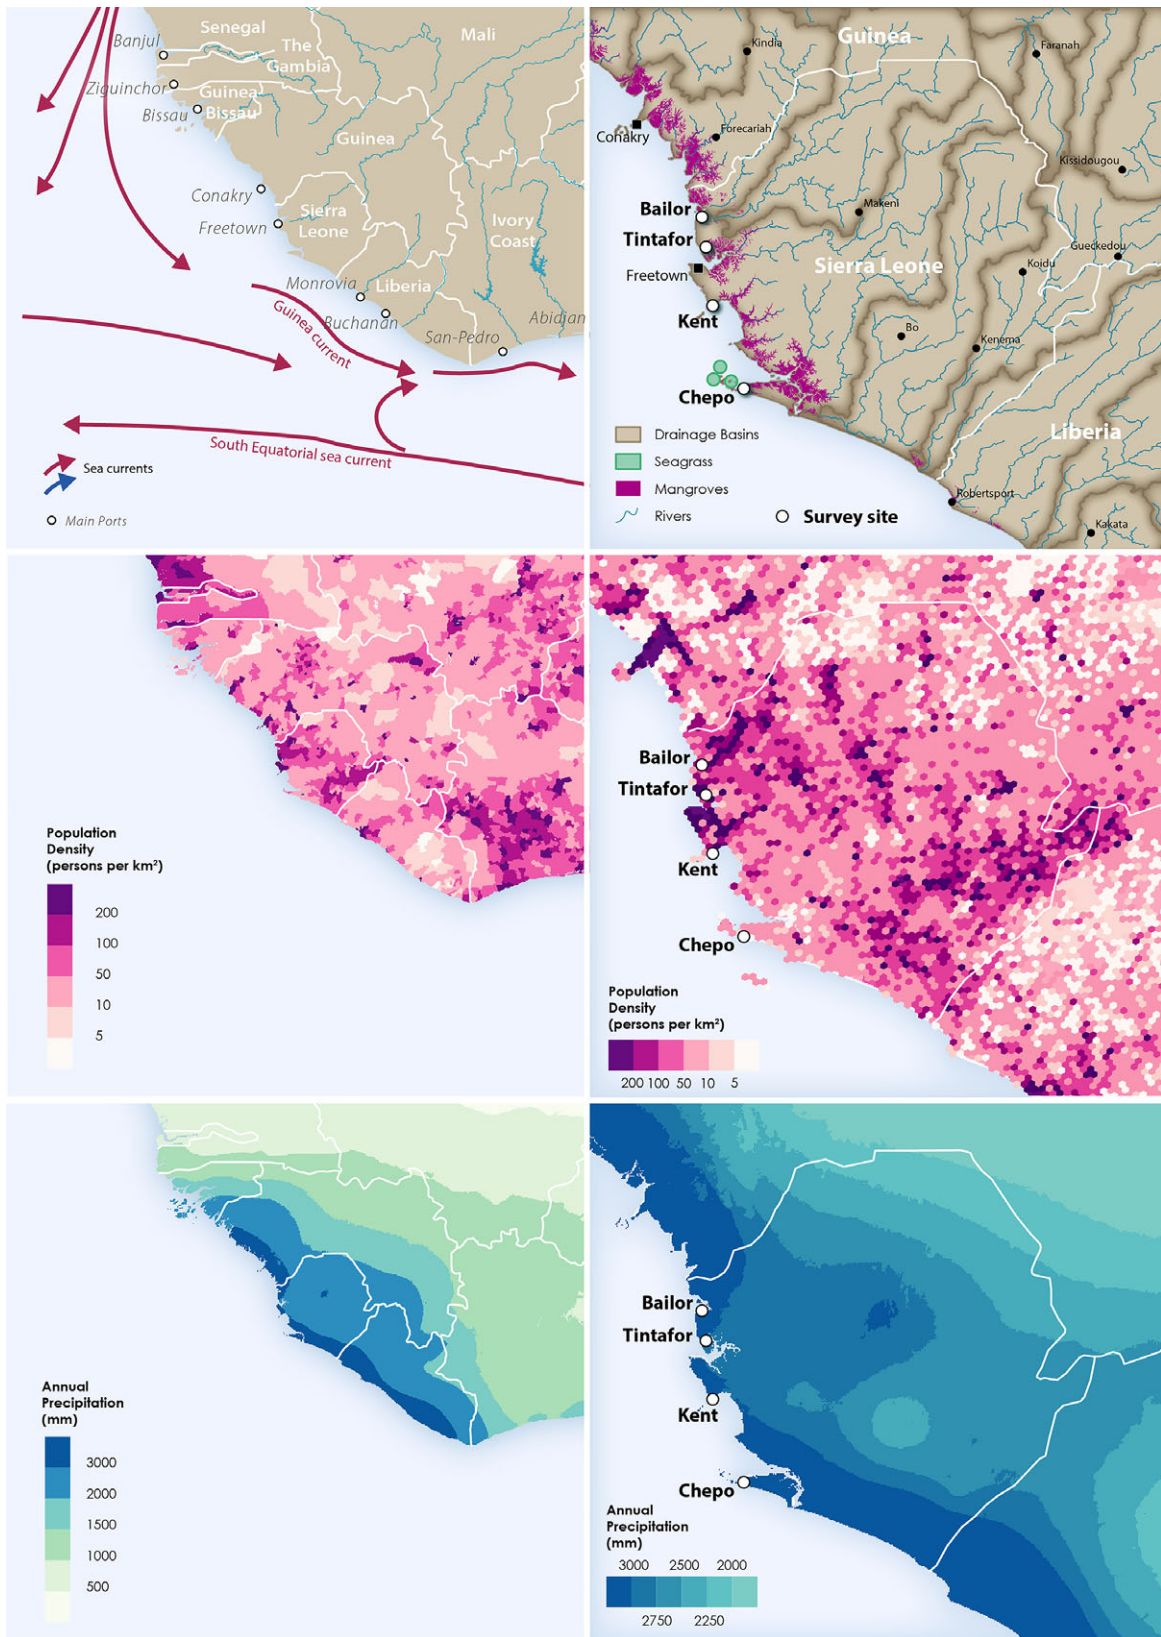 Senegal
Banjul
The
Gambia
Mali
Ziguinchor
Guinea
Bissau
Bissau
Guinea
Conakry
Sierra
Leone
Freetown
Ivory
Coast
Monrovia
Liberia
Buchanan
Guinea current
San-Pedro
Abidjan
South Equatorial sea current
Sea currents
Main Ports
Guinea
Kindia
Faranah
Conakry
Forecariah
Kissidougou
Bailor
Makeni
Tintafor
Gueckedou
Freetown
Sierra Leone
Koidu
Kent
Bo
Kenema
Chepo
Liberia
Drainage Basins
Seagrass
Mangroves
Rivers
Survey site
Robertsport
Kakata
Population
Density
(persons per km²)
200
100
50
10
5
Bailor
Tintafor
Kent
Chepo
Population
Density
(persons per km²)
200 100 50 10 5
Annual
Precipitation
(mm)
3000
2000
1500
1000
500
Bailor
Tintafor
Kent
Chepo
Annual
Precipitation
(mm)
3000 2500 2000
2750 2250